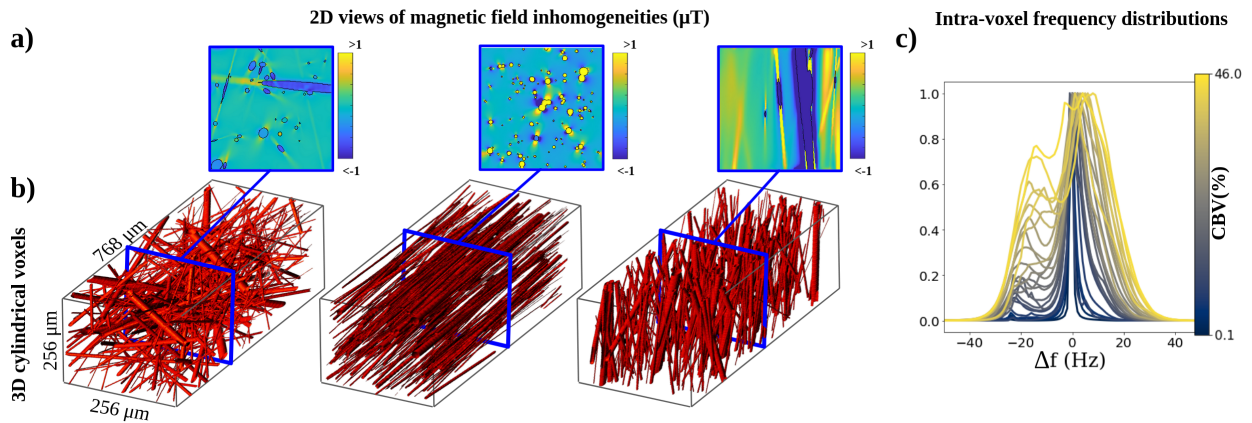 2D views of magnetic field inhomogeneities (μT)
Intra-voxel frequency distributions
a)
>1
<-1
>1
<-1
>1
<-1
c)
b)
3D cylindrical voxels
768 μm
256 μm
256 μm
1.0
0.8
0.6
0.4
0.2
0.0
−40
−20
0
20
40
Δf (Hz)
46.0
CBV(%)
0.1